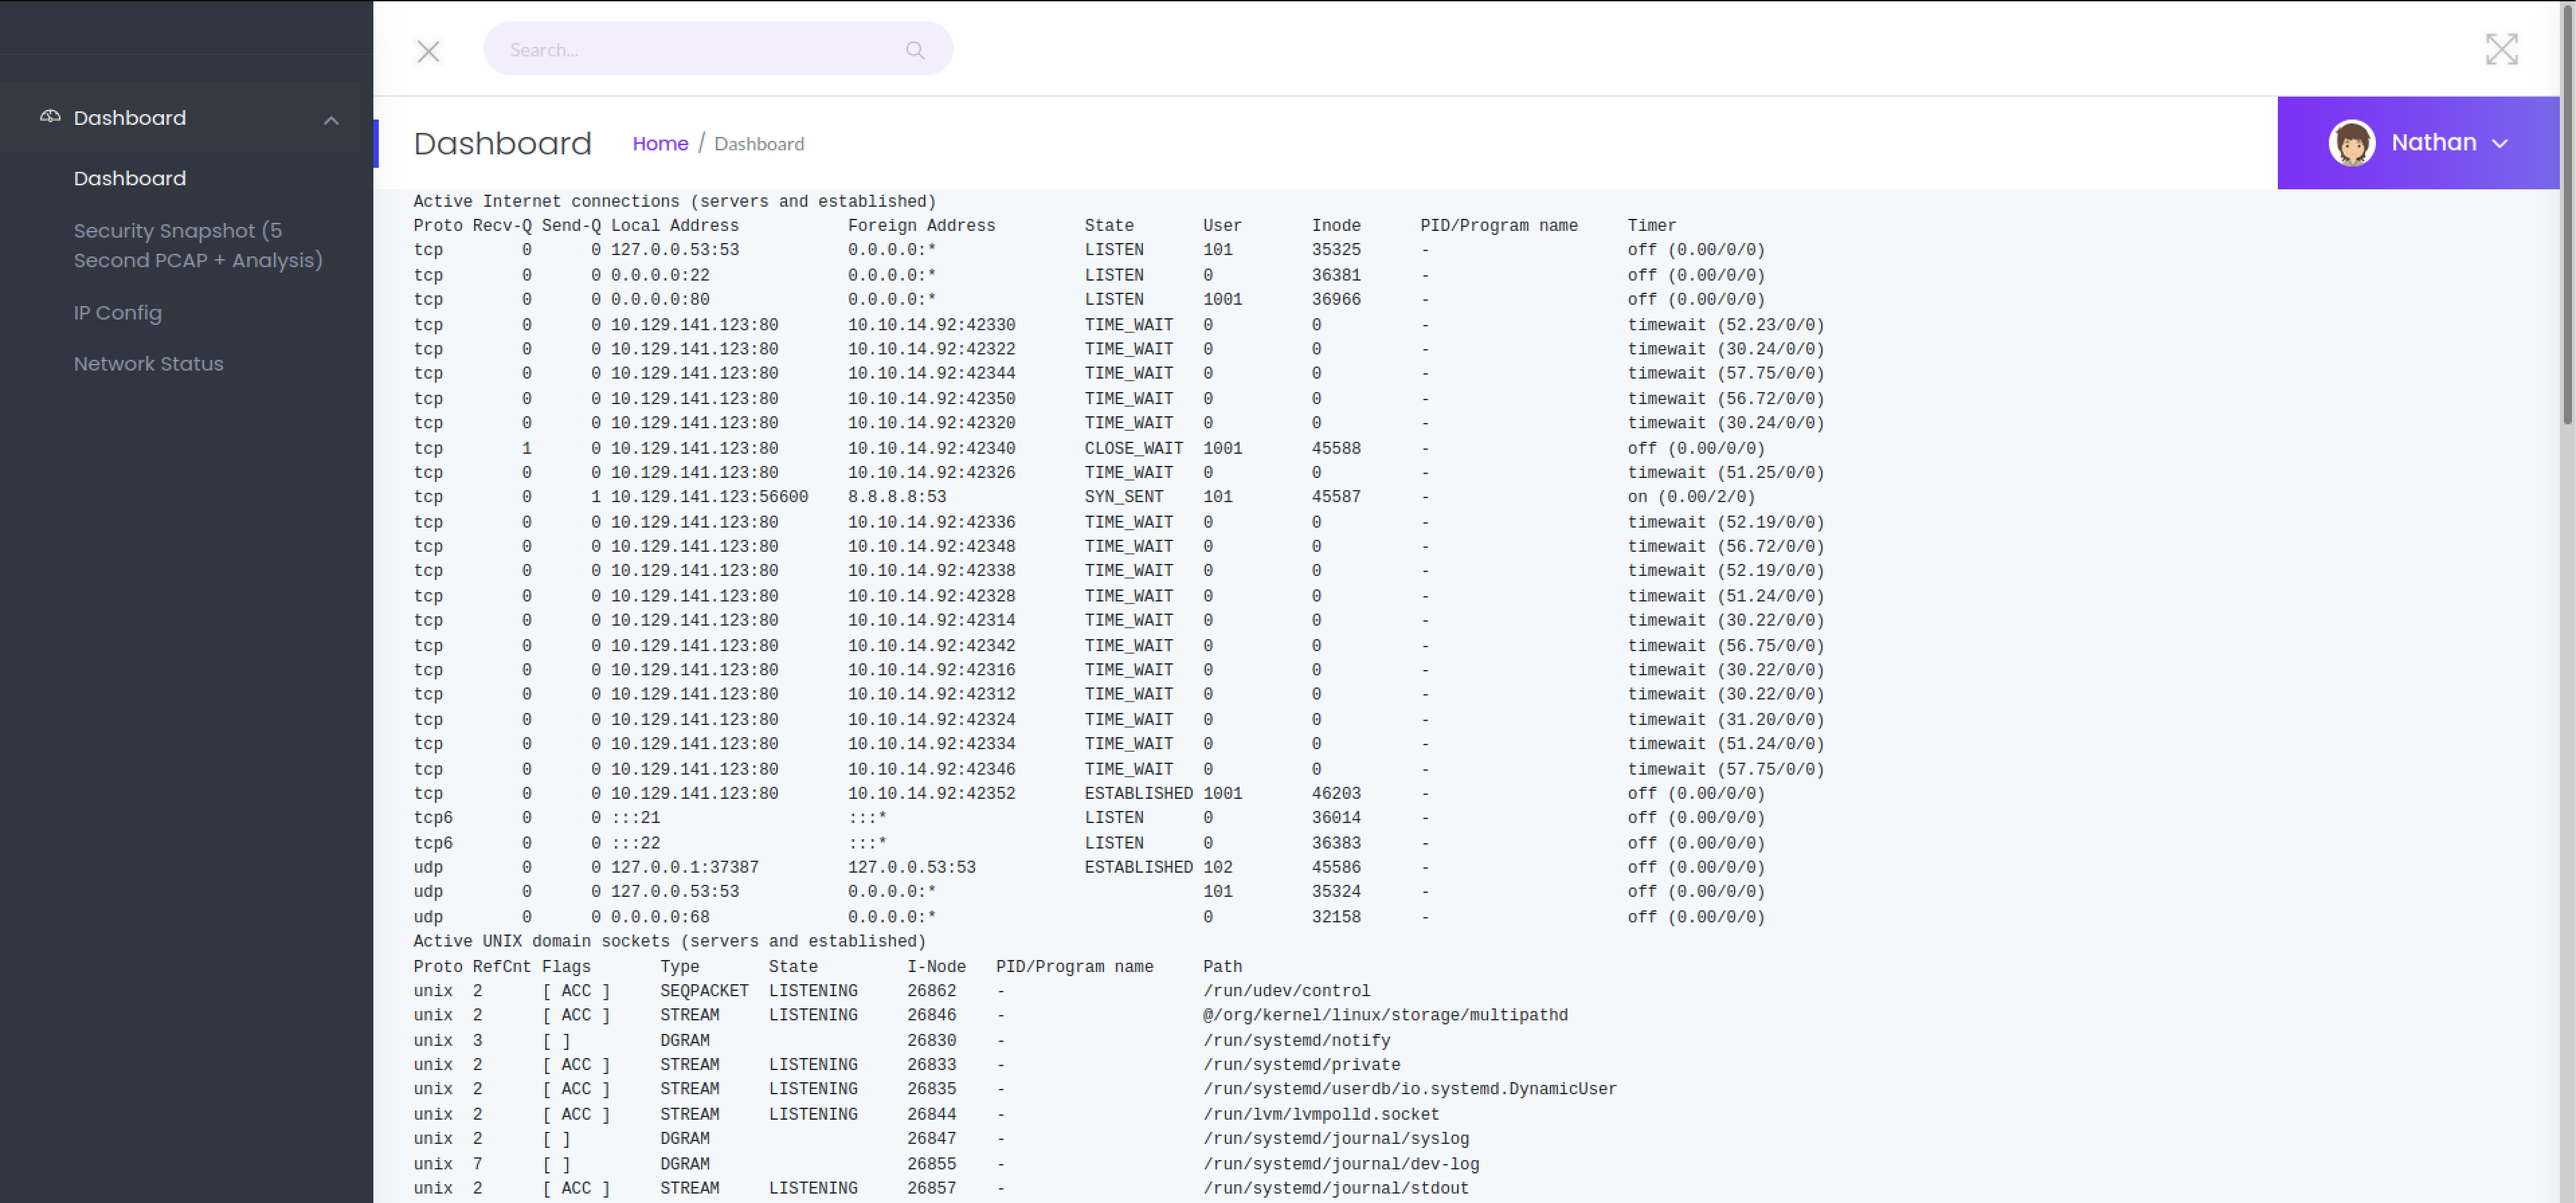 Search...
Dashboard
Dashboard
Security Snapshot (5
Second PCAP + Analysis)
IP Config
Network Status
Dashboard Home / Dashboard
Nathan
Active Internet connections (servers and established)
Proto Recv-Q Send-Q Local Address Foreign Address State User Inode PID/Program name Timer
tcp 0 0 127.0.0.53:53 0.0.0.0:* LISTEN 101 35325 - off (0.00/0/0)
tcp 0 0 0.0.0.0:22 0.0.0.0:* LISTEN 0 36381 - off (0.00/0/0)
tcp 0 0 0.0.0.0:80 0.0.0.0:* LISTEN 1001 36966 - off (0.00/0/0)
tcp 0 0 10.129.141.123:80 10.10.14.92:42330 TIME_WAIT 0 0 - timewait (52.23/0/0)
tcp 0 0 10.129.141.123:80 10.10.14.92:42322 TIME_WAIT 0 0 - timewait (30.24/0/0)
tcp 0 0 10.129.141.123:80 10.10.14.92:42344 TIME_WAIT 0 0 - timewait (57.75/0/0)
tcp 0 0 10.129.141.123:80 10.10.14.92:42350 TIME_WAIT 0 0 - timewait (56.72/0/0)
tcp 0 0 10.129.141.123:80 10.10.14.92:42320 TIME_WAIT 0 0 - timewait (30.24/0/0)
tcp 1 0 10.129.141.123:80 10.10.14.92:42340 CLOSE_WAIT 1001 45588 - off (0.00/0/0)
tcp 0 0 10.129.141.123:80 10.10.14.92:42326 TIME_WAIT 0 0 - timewait (51.25/0/0)
tcp 0 1 10.129.141.123:56600 8.8.8.8:53 SYN_SENT 101 45587 - on (0.00/2/0)
tcp 0 0 10.129.141.123:80 10.10.14.92:42336 TIME_WAIT 0 0 - timewait (52.19/0/0)
tcp 0 0 10.129.141.123:80 10.10.14.92:42348 TIME_WAIT 0 0 - timewait (56.72/0/0)
tcp 0 0 10.129.141.123:80 10.10.14.92:42338 TIME_WAIT 0 0 - timewait (52.19/0/0)
tcp 0 0 10.129.141.123:80 10.10.14.92:42328 TIME_WAIT 0 0 - timewait (51.24/0/0)
tcp 0 0 10.129.141.123:80 10.10.14.92:42314 TIME_WAIT 0 0 - timewait (30.22/0/0)
tcp 0 0 10.129.141.123:80 10.10.14.92:42342 TIME_WAIT 0 0 - timewait (56.75/0/0)
tcp 0 0 10.129.141.123:80 10.10.14.92:42316 TIME_WAIT 0 0 - timewait (30.22/0/0)
tcp 0 0 10.129.141.123:80 10.10.14.92:42312 TIME_WAIT 0 0 - timewait (30.22/0/0)
tcp 0 0 10.129.141.123:80 10.10.14.92:42324 TIME_WAIT 0 0 - timewait (31.20/0/0)
tcp 0 0 10.129.141.123:80 10.10.14.92:42334 TIME_WAIT 0 0 - timewait (51.24/0/0)
tcp 0 0 10.129.141.123:80 10.10.14.92:42346 TIME_WAIT 0 0 - timewait (57.75/0/0)
tcp 0 0 10.129.141.123:80 10.10.14.92:42352 ESTABLISHED 1001 46203 - off (0.00/0/0)
tcp6 0 0 :::21 :::* LISTEN 0 36014 - off (0.00/0/0)
tcp6 0 0 :::22 :::* LISTEN 0 36383 - off (0.00/0/0)
udp 0 0 127.0.0.1:37387 127.0.0.53:53 ESTABLISHED 102 45586 - off (0.00/0/0)
udp 0 0 127.0.0.53:53 0.0.0.0:* 101 35324 - off (0.00/0/0)
udp 0 0 0.0.0.0:68 0.0.0.0:* 0 32158 - off (0.00/0/0)
Active UNIX domain sockets (servers and established)
Proto RefCnt Flags Type State I-Node PID/Program name Path
unix 2 [ ACC ] SEQPACKET LISTENING 26862 - /run/udev/control
unix 2 [ ACC ] STREAM LISTENING 26846 - @/org/kernel/linux/storage/multipathd
unix 3 [ ] DGRAM 26830 - /run/systemd/notify
unix 2 [ ACC ] STREAM LISTENING 26833 - /run/systemd/private
unix 2 [ ACC ] STREAM LISTENING 26835 - /run/systemd/userdb/io.systemd.DynamicUser
unix 2 [ ACC ] STREAM LISTENING 26844 - /run/lvm/lvmpolld.socket
unix 2 [ ] DGRAM 26847 - /run/systemd/journal/syslog
unix 7 [ ] DGRAM 26855 - /run/systemd/journal/dev-log
unix 2 [ ACC ] STREAM LISTENING 26857 - /run/systemd/journal/stdout